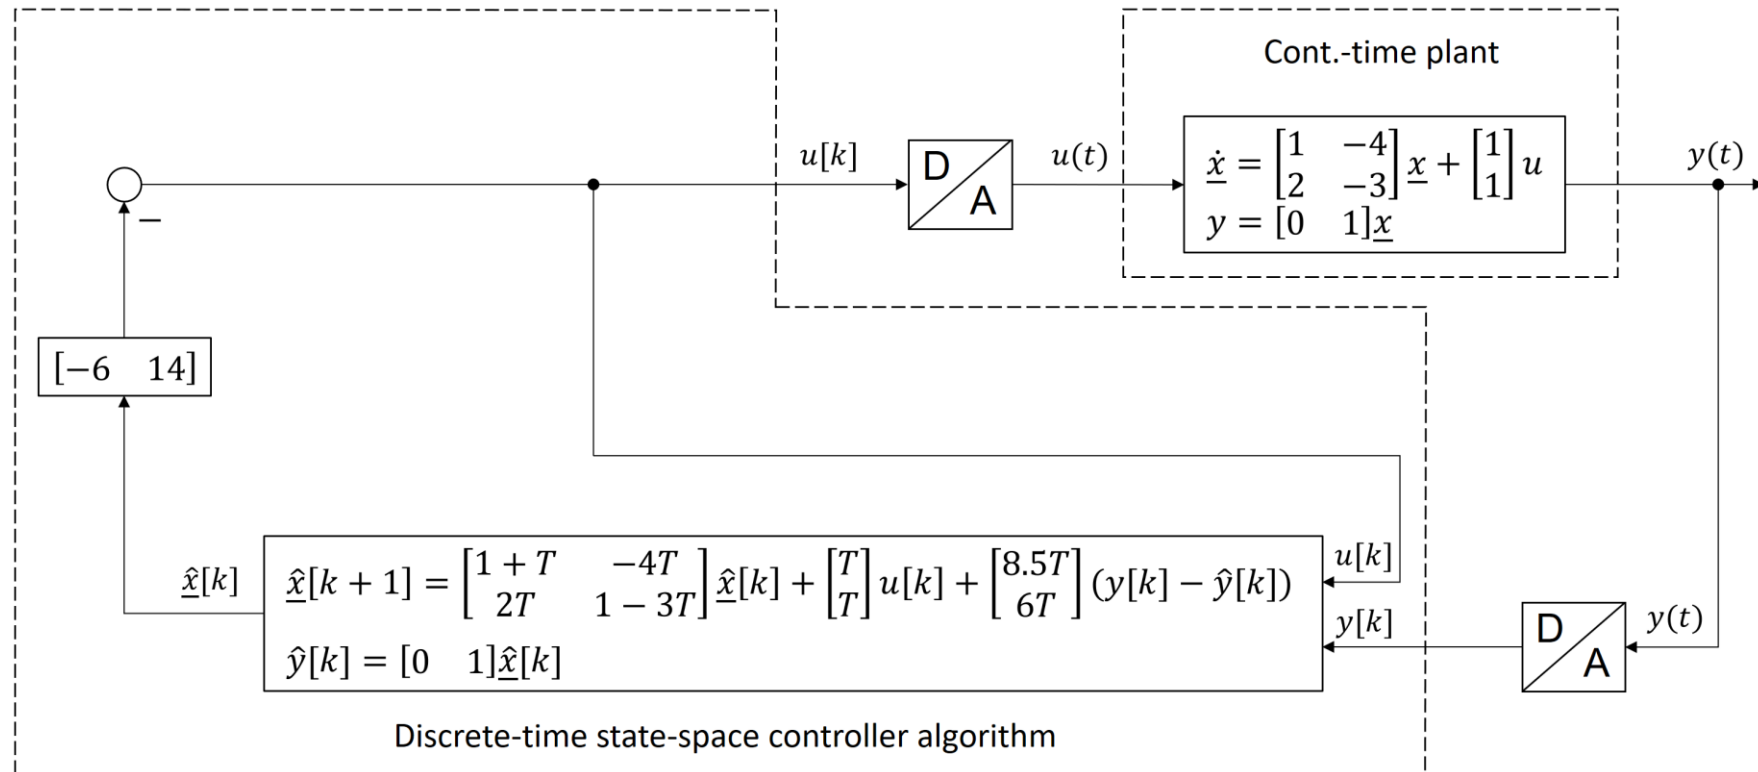 Cont.-time plant
u[k]
D
A
u(t)
ẋ = [1 −4; 2 −3] x + [1; 1] u
y = [0 1]x
y(t)
−
[−6 14]
x̂[k]
x̂[k + 1] = [1 + T −4T; 2T 1 − 3T] x̂[k] + [T; T] u[k] + [8.5T; 6T] (y[k] − ŷ[k])
ŷ[k] = [0 1]x̂[k]
u[k]
y[k]
D
A
y(t)
Discrete-time state-space controller algorithm